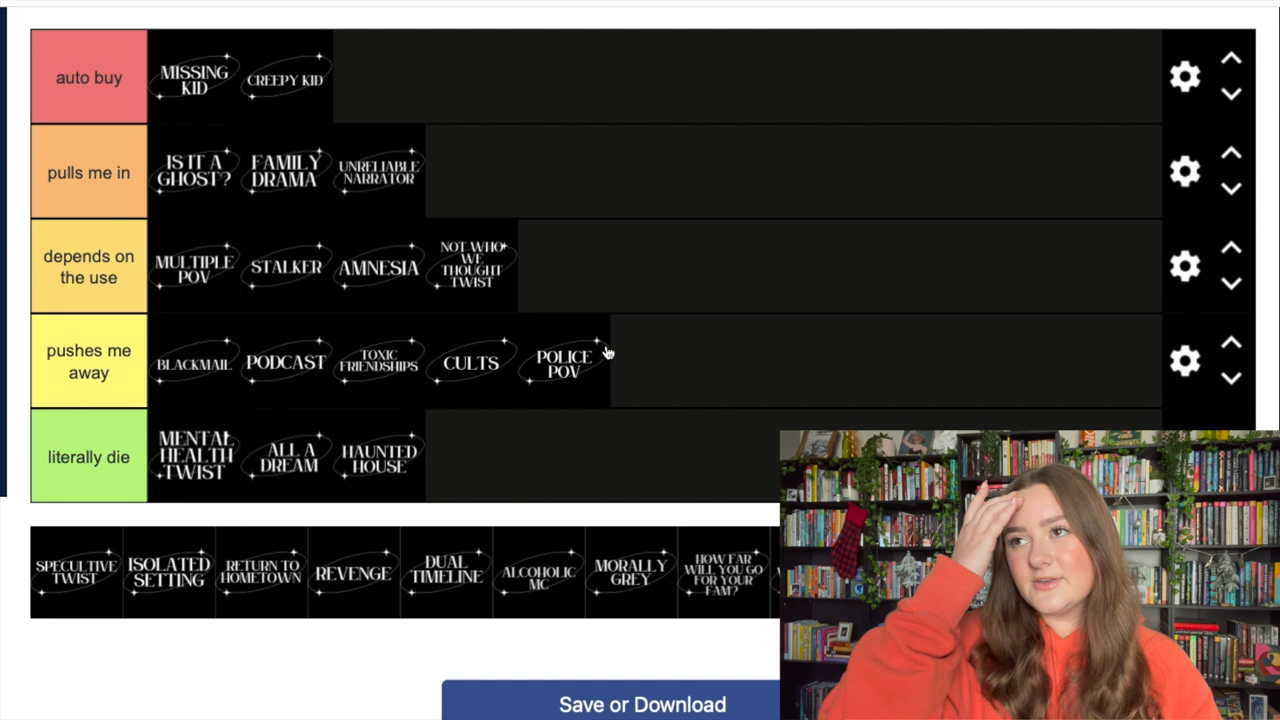 auto buy
MISSING
KID
CREEPY KID
pulls me in
IS IT A
GHOST?
FAMILY
DRAMA
UNRELIABLE
NARRATOR
depends on
the use
MULTIPLE
POV
STALKER
AMNESIA
NOT WHO
WE
THOUGHT
TWIST
pushes me
away
BLACKMAIL
PODCAST
TOXIC
FRIENDSHIPS
CULTS
POLICE
POV
literally die
MENTAL
HEALTH
TWIST
ALL A
DREAM
HAUNTED
HOUSE
SPECULTIVE
TWIST
ISOLATED
SETTING
RETURN TO
HOMETOWN
REVENGE
DUAL
TIMELINE
ALCOHOLIC
MC
MORALLY
GREY
HOW FAR
WILL YOU GO
FOR YOUR
FAM?
Save or Download